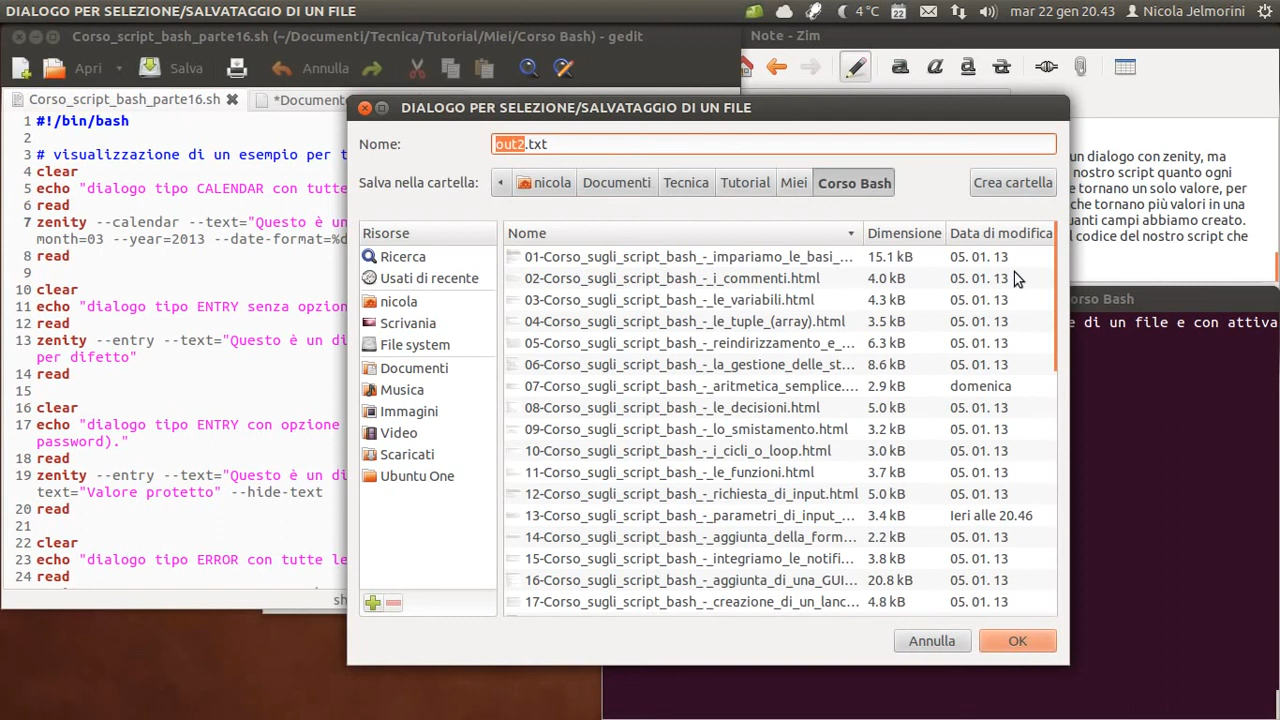 DIALOGO PER SELEZIONE/SALVATAGGIO DI UN FILE
4 °C
22
mar 22 gen 20.43
Nicola Jelmorini
Corso_script_bash_parte16.sh (~/Documenti/Tecnica/Tutorial/Miei/Corso Bash) - gedit
Note - Zim
Apri
Salva
Annulla
Corso_script_bash_parte16.sh
*Document
1 #!/bin/bash
2
3 # visualizzazione di un esempio per t
4 clear
5 echo "dialogo tipo CALENDAR con tutte
6 read
7 zenity --calendar --text="Questo è un
month=03 --year=2013 --date-format=%d
8 read
9
10 clear
11 echo "dialogo tipo ENTRY senza opzion
12 read
13 zenity --entry --text="Questo è un di
per difetto"
14 read
15
16 clear
17 echo "dialogo tipo ENTRY con opzione
password)."
18 read
19 zenity --entry --text="Questo è un di
text="Valore protetto" --hide-text
20 read
21
22 clear
23 echo "dialogo tipo ERROR con tutte le
24 read
sh
DIALOGO PER SELEZIONE/SALVATAGGIO DI UN FILE
Nome: out2.txt
Salva nella cartella: nicola Documenti Tecnica Tutorial Miei Corso Bash Crea cartella
Risorse
Ricerca
Usati di recente
nicola
Scrivania
File system
Documenti
Musica
Immagini
Video
Scaricati
Ubuntu One
Nome Dimensione Data di modifica
01-Corso_sugli_script_bash_-_impariamo_le_basi_... 15.1 kB 05. 01. 13
02-Corso_sugli_script_bash_-_i_commenti.html 4.0 kB 05. 01. 13
03-Corso_sugli_script_bash_-_le_variabili.html 4.3 kB 05. 01. 13
04-Corso_sugli_script_bash_-_le_tuple_(array).html 3.5 kB 05. 01. 13
05-Corso_sugli_script_bash_-_reindirizzamento_e_... 6.3 kB 05. 01. 13
06-Corso_sugli_script_bash_-_la_gestione_delle_st... 8.6 kB 05. 01. 13
07-Corso_sugli_script_bash_-_aritmetica_semplice.... 2.9 kB domenica
08-Corso_sugli_script_bash_-_le_decisioni.html 5.0 kB 05. 01. 13
09-Corso_sugli_script_bash_-_lo_smistamento.html 3.2 kB 05. 01. 13
10-Corso_sugli_script_bash_-_i_cicli_o_loop.html 3.0 kB 05. 01. 13
11-Corso_sugli_script_bash_-_le_funzioni.html 3.7 kB 05. 01. 13
12-Corso_sugli_script_bash_-_richiesta_di_input.html 5.0 kB 05. 01. 13
13-Corso_sugli_script_bash_-_parametri_di_input_... 3.4 kB Ieri alle 20.46
14-Corso_sugli_script_bash_-_aggiunta_della_form... 2.2 kB 05. 01. 13
15-Corso_sugli_script_bash_-_integriamo_le_notifi... 3.8 kB 05. 01. 13
16-Corso_sugli_script_bash_-_aggiunta_di_una_GUI... 20.8 kB 05. 01. 13
17-Corso_sugli_script_bash_-_creazione_di_un_lanc... 4.8 kB 05. 01. 13
Annulla
OK
un dialogo con zenity, ma
nostro script quanto ogni
e tornano un solo valore, per
che tornano più valori in una
uanti campi abbiamo creato.
l codice del nostro script che
orso Bash
e di un file e con attiva